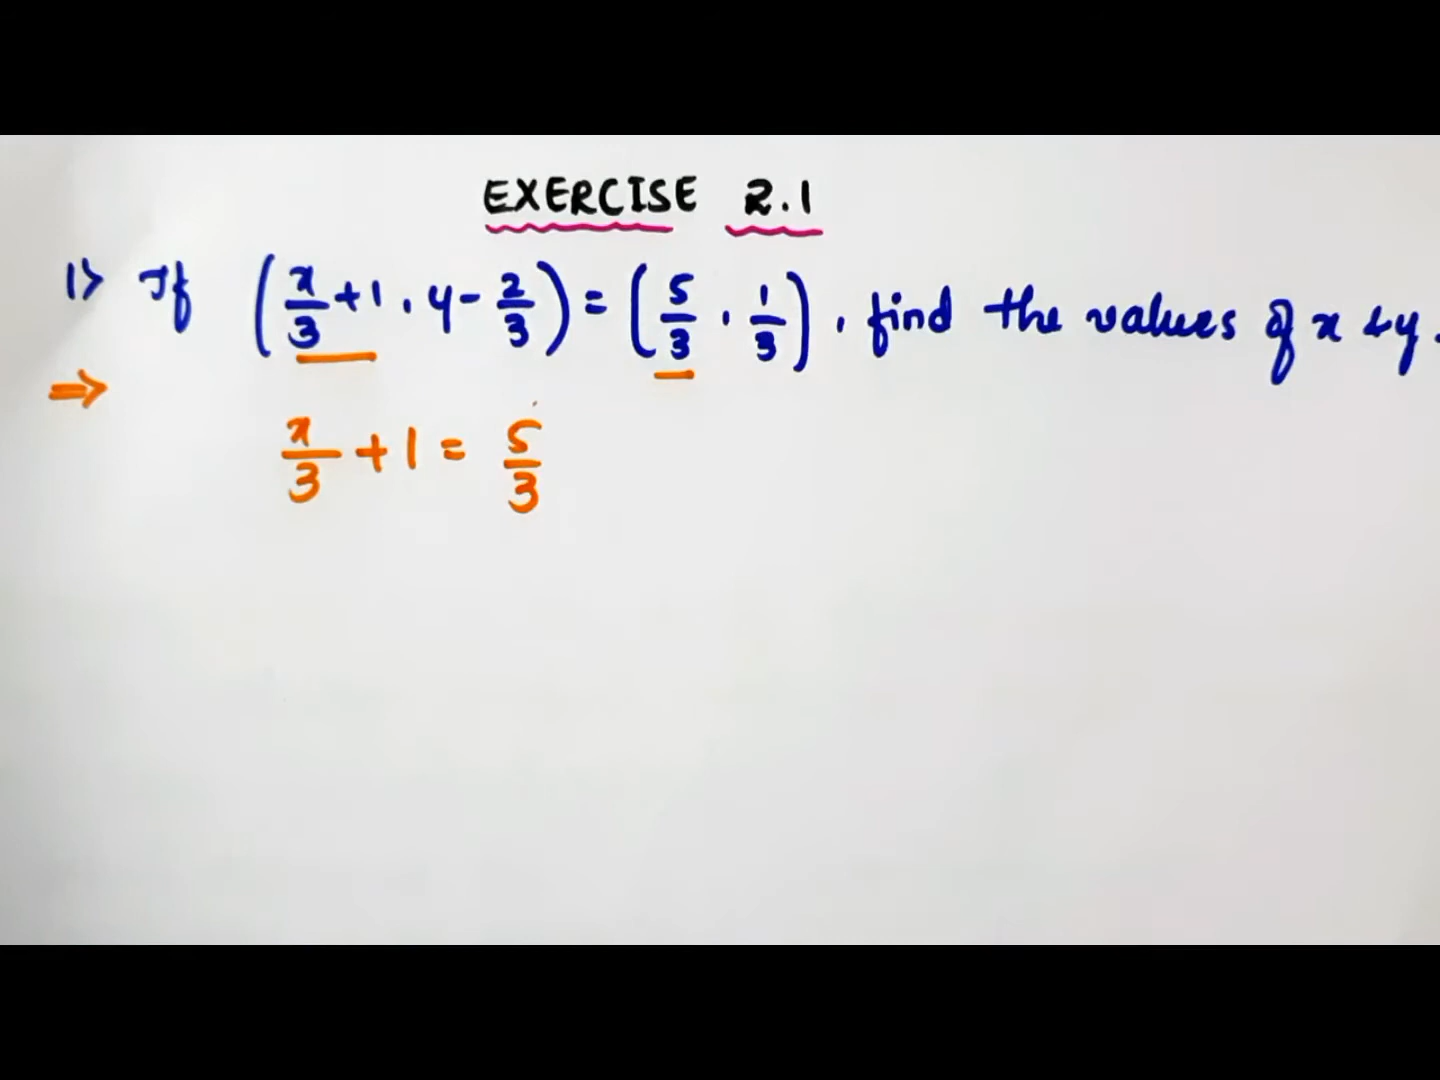 EXERCISE 2.1
1> If (x/3 + 1, y - 2/3) = (5/3, 1/3), find the values of x & y.
⇒
x/3 + 1 = 5/3